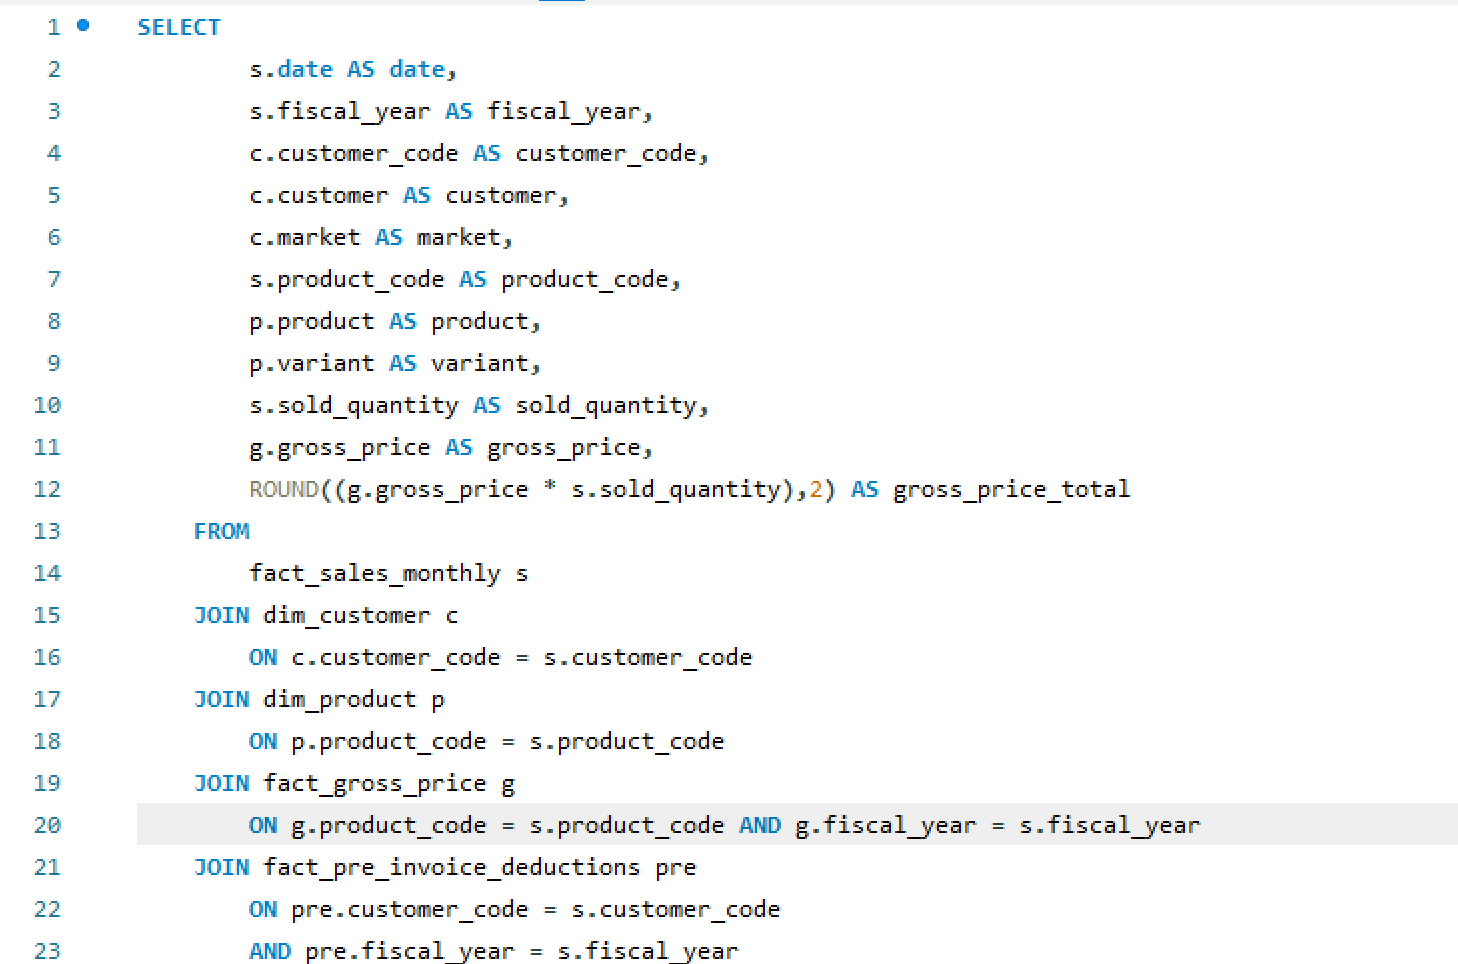 1 SELECT
2 s.date AS date,
3 s.fiscal_year AS fiscal_year,
4 c.customer_code AS customer_code,
5 c.customer AS customer,
6 c.market AS market,
7 s.product_code AS product_code,
8 p.product AS product,
9 p.variant AS variant,
10 s.sold_quantity AS sold_quantity,
11 g.gross_price AS gross_price,
12 ROUND((g.gross_price * s.sold_quantity),2) AS gross_price_total
13 FROM
14 fact_sales_monthly s
15 JOIN dim_customer c
16 ON c.customer_code = s.customer_code
17 JOIN dim_product p
18 ON p.product_code = s.product_code
19 JOIN fact_gross_price g
20 ON g.product_code = s.product_code AND g.fiscal_year = s.fiscal_year
21 JOIN fact_pre_invoice_deductions pre
22 ON pre.customer_code = s.customer_code
23 AND pre.fiscal_year = s.fiscal_year